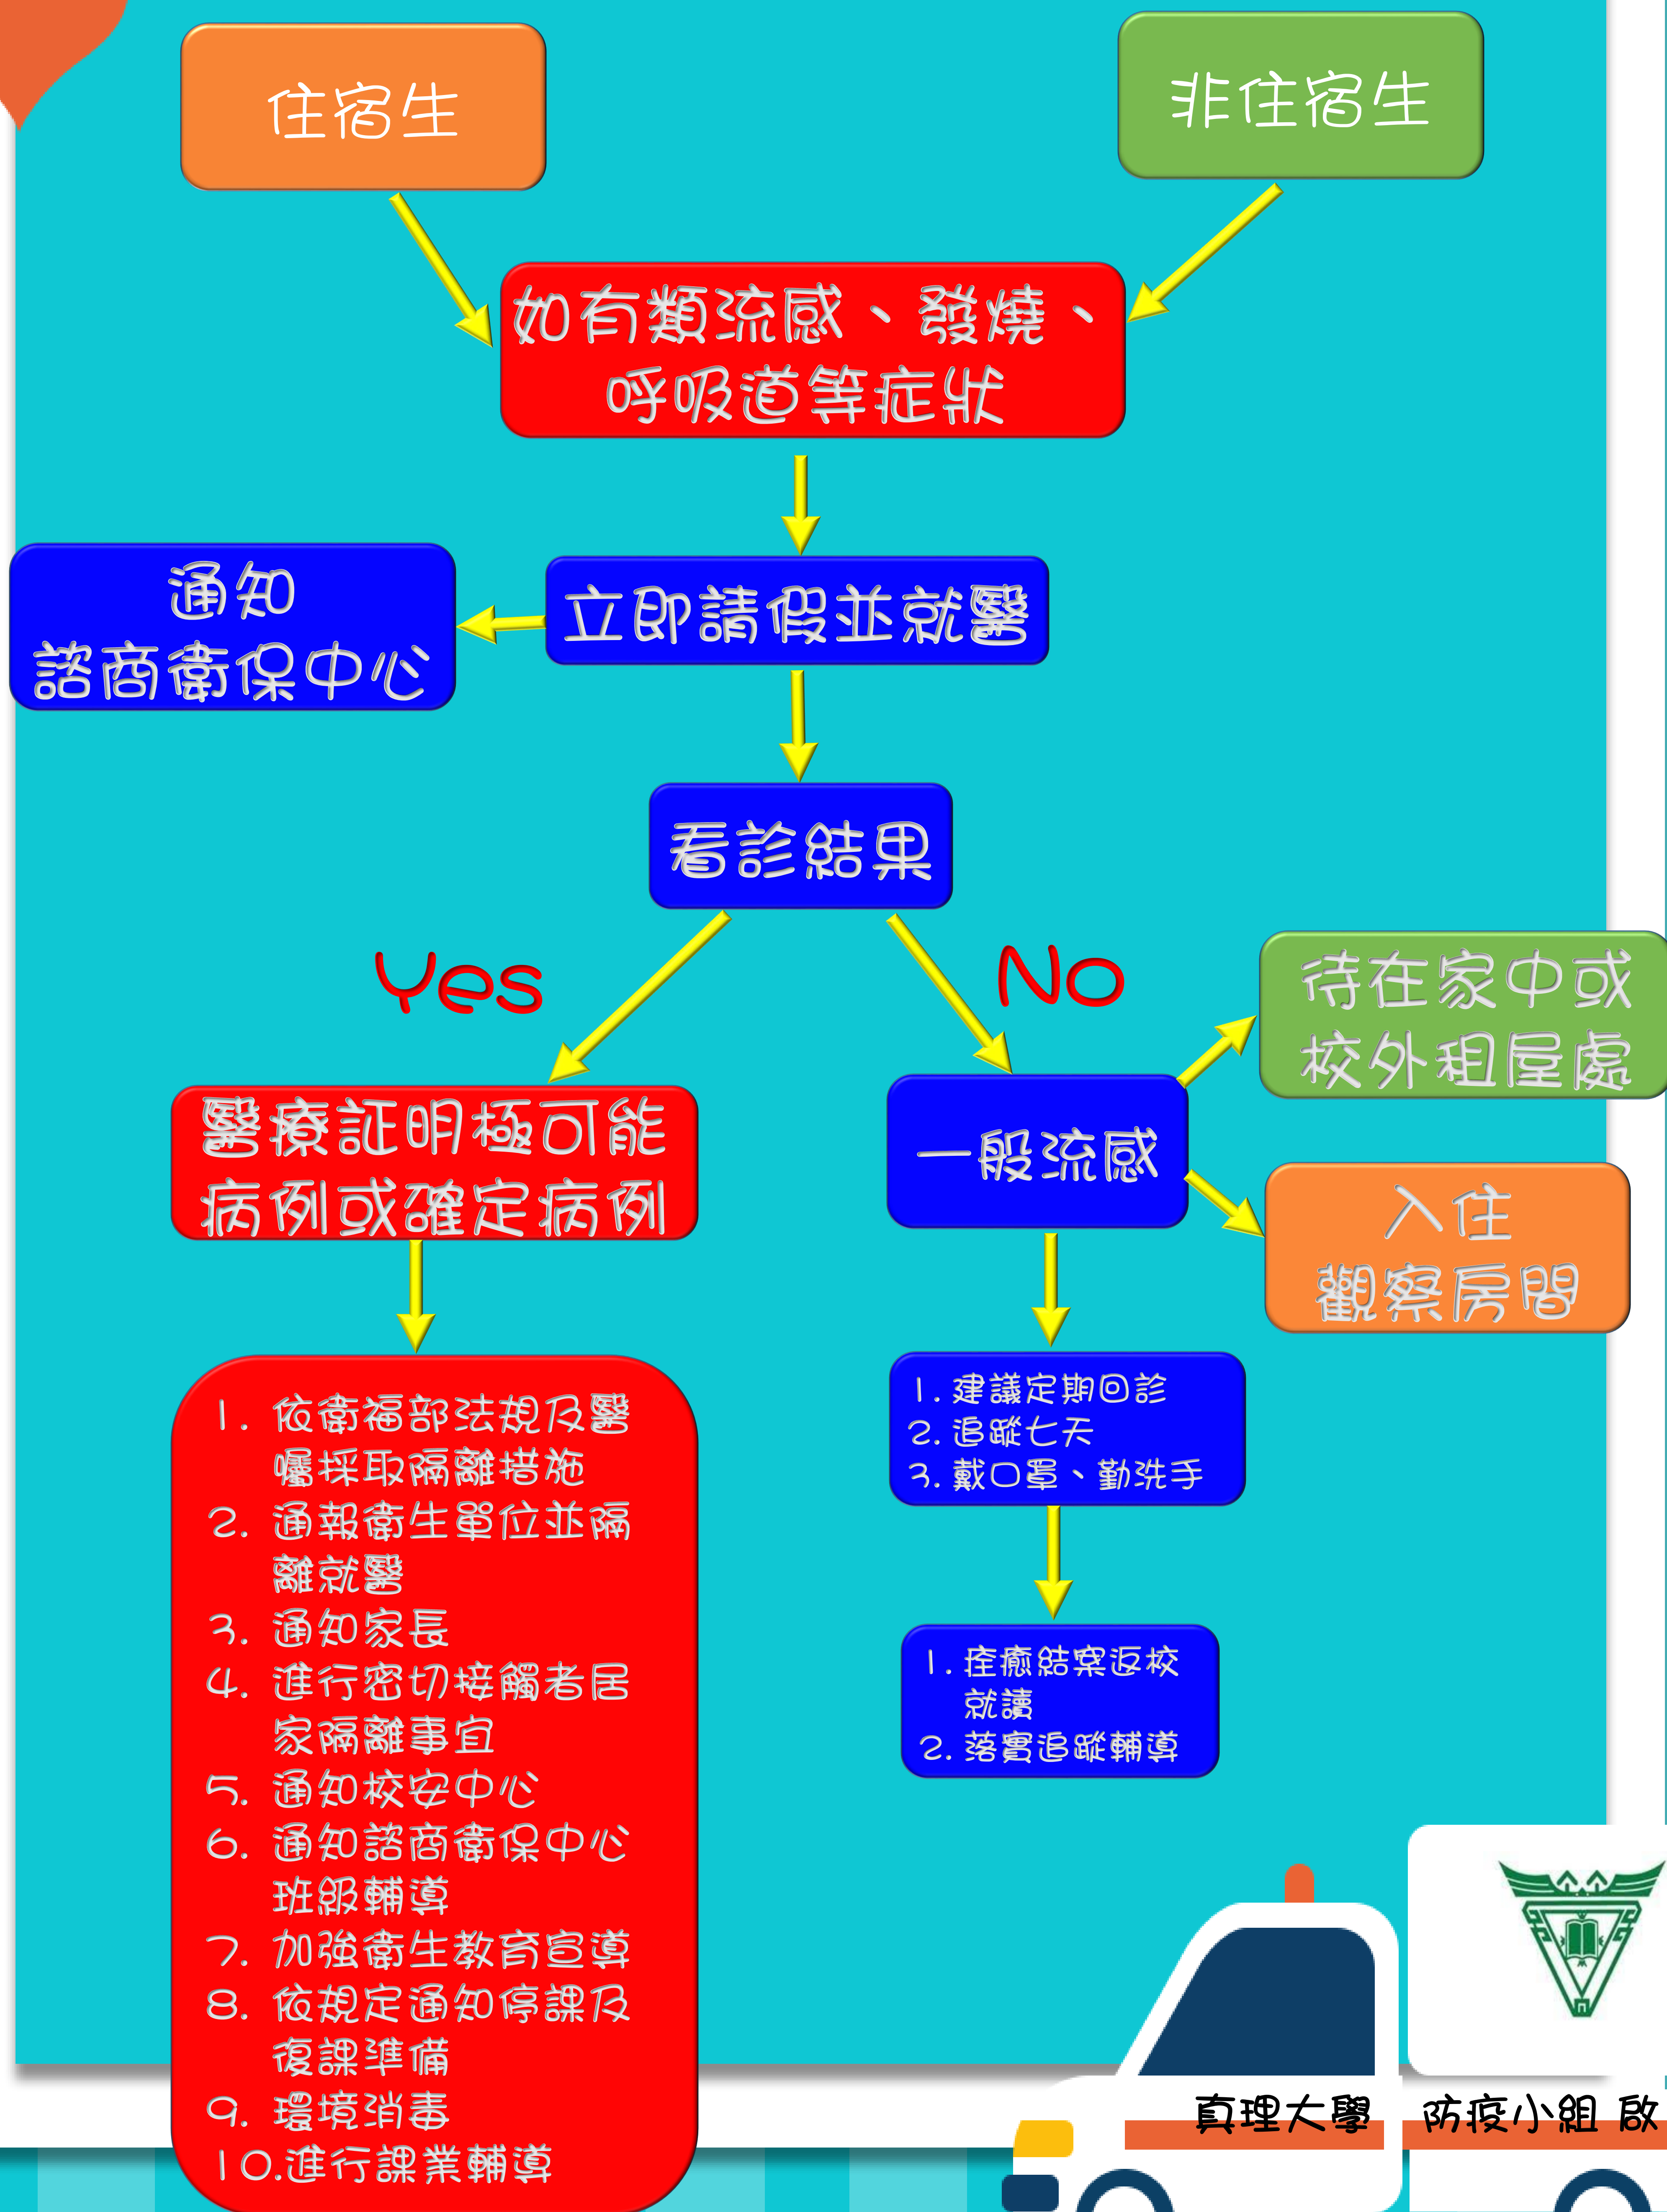 住宿生
非住宿生
如有類流感、發燒、
呼吸道等症狀
立即請假並就醫
通知
諮商衛保中心
看診結果
Yes
No
醫療証明極可能
病例或確定病例
一般流感
待在家中或
校外租屋處
入住
觀察房間
1. 依衛福部法規及醫
囑採取隔離措施
2. 通報衛生單位並隔
離就醫
3. 通知家長
4. 進行密切接觸者居
家隔離事宜
5. 通知校安中心
6. 通知諮商衛保中心
班級輔導
7. 加強衛生教育宣導
8. 依規定通知停課及
復課準備
9. 環境消毒
10.進行課業輔導
1. 建議定期回診
2. 追蹤七天
3. 戴口罩、勤洗手
1. 痊癒結案返校
就讀
2. 落實追蹤輔導
真理大學 防疫小組 啟